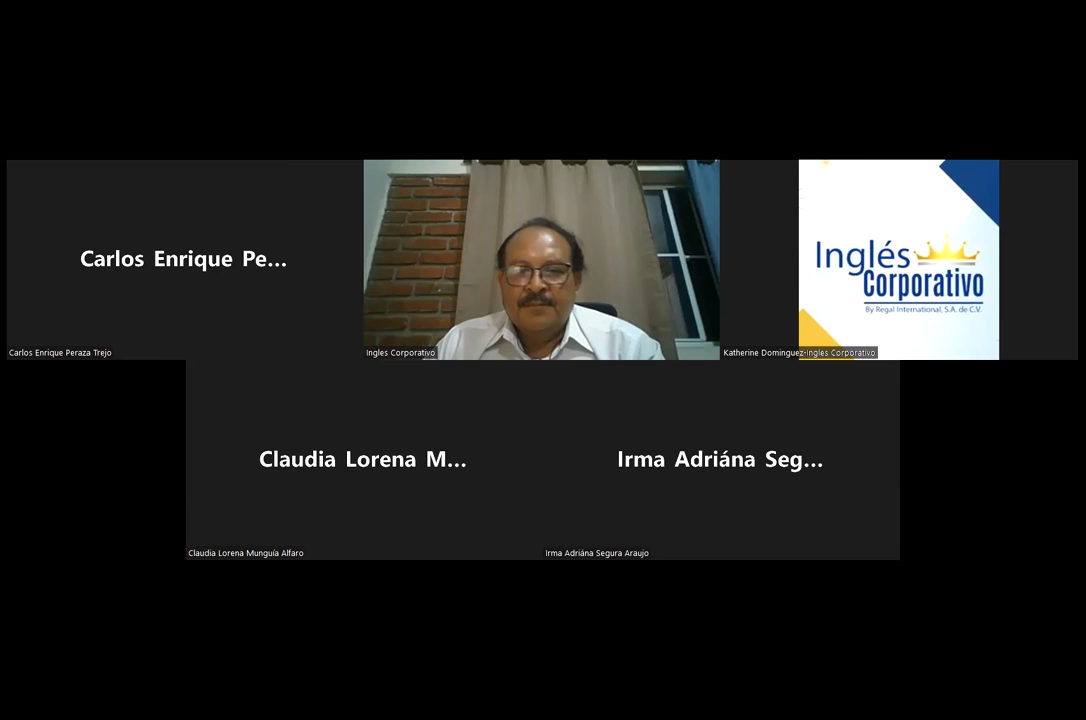 Carlos Enrique Pe...
Carlos Enrique Peraza Trejo
Ingles Corporativo
Inglés
Corporativo
By Regal International, S.A. de C.V.
Katherine Dominguez-Ingles Corporativo
Claudia Lorena M...
Claudia Lorena Munguía Alfaro
Irma Adriána Seg...
Irma Adriána Segura Araujo